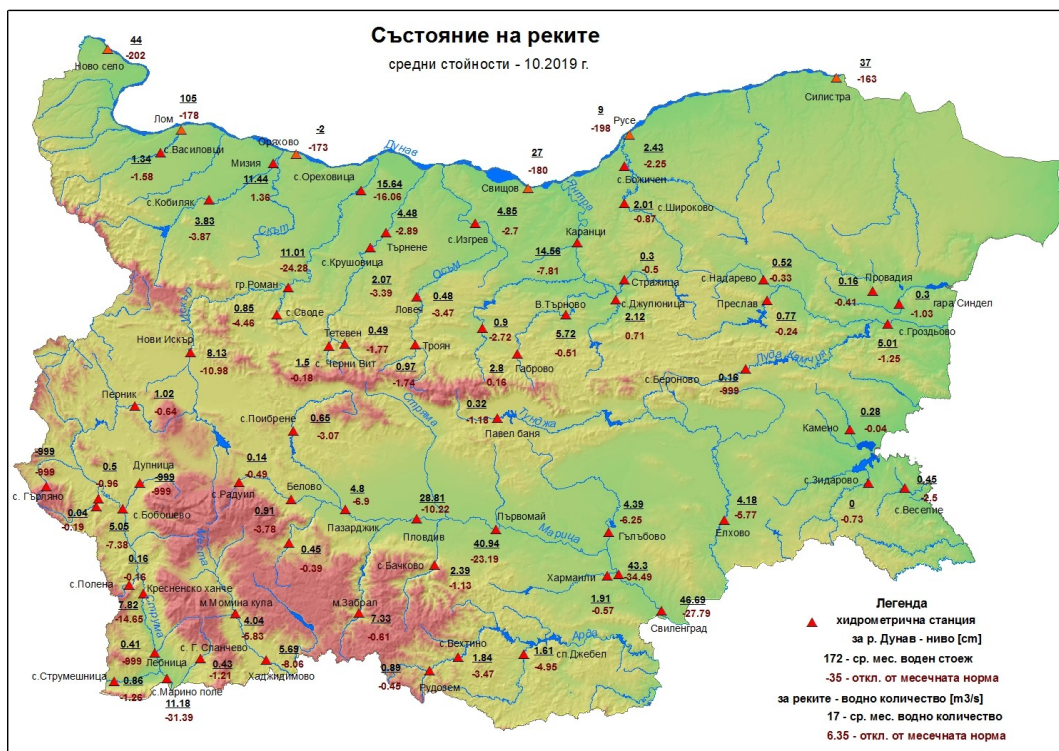 Състояние на реките
средни стойности - 10.2019 г.
44
-202
Ново село
37
-163
Силистра
105
-178
Лом
9
-198
Русе
-2
-173
Оряхово
Дунав
27
-180
Свищов
с.Василовци
1.34
-1.58
Мизия
11.44
1.36
с.Ореховица
15.64
-16.06
Янтра
2.43
-2.25
с.Божичен
с.Кобиляк
3.83
-3.87
Скът
4.48
-2.89
Търнене
4.85
-2.7
с.Изгрев
2.01
-0.87
с.Широково
Каранци
14.56
-7.81
11.01
-24.28
с.Крушовица
Осъм
гр.Роман
2.07
-3.39
Ловеч
0.48
-3.47
0.3
-0.5
Стражица
с.Надарево
0.52
-0.33
Провадия
0.16
-0.41
гара Синдел
0.3
-1.03
Искър
0.85
-4.46
с.Своде
В.Търново
с.Джулюница
2.12
0.71
Преслав
0.77
-0.24
с.Гроздьово
5.01
-1.25
Тетевен
0.49
-1.77
Троян
0.9
-2.72
5.72
-0.51
Нови Искър
8.13
-10.98
1.5
-0.18
с. Черни Вит
0.97
-1.74
Габрово
2.8
0.16
Луда Камчия
с.Бероново
0.16
-999
Перник
1.02
-0.64
с.Поибрене
0.65
-3.07
Стряма
0.32
-1.18
Павел баня
Тунджа
0.28
-0.04
Камено
-999
-999
с. Гърляно
0.5
-0.96
Дупница
-999
-999
0.14
-0.49
с.Радуил
Белово
с.Зидарово
0.45
-2.5
с.Веселие
0
-0.73
0.04
-0.19
с.Бобошево
5.05
-7.38
0.91
-3.78
4.8
-6.9
Пазарджик
28.81
-10.22
Пловдив
Първомай
40.94
-23.19
Марица
4.39
-6.25
Гълъбово
4.18
-5.77
Елхово
0.16
-0.16
с.Полена
Места
0.45
-0.39
с.Бачково
2.39
-1.13
Харманли
1.91
-0.57
43.3
-34.49
Кресненско ханче
7.82
-14.65
Струма
м.Момина купа
4.04
-5.83
м.Забрал
7.33
-0.61
46.69
-27.79
Свиленград
Арда
0.41
-999
Лебница
с. Г. Спанчево
0.43
-1.21
5.69
-8.06
Хаджидимово
с.Вехтино
1.84
-3.47
1.61
-4.95
сп.Джебел
0.89
-0.45
Рудозем
с.Струмешница
0.86
-1.26
с.Марино поле
11.18
-31.39
Легенда
хидрометрична станция
за р. Дунав - ниво [cm]
172 - ср. мес. воден стоеж
-35 - откл. от месечната норма
за реките - водно количество [m3/s]
17 - ср. мес. водно количество
6.35 - откл. от месечната норма